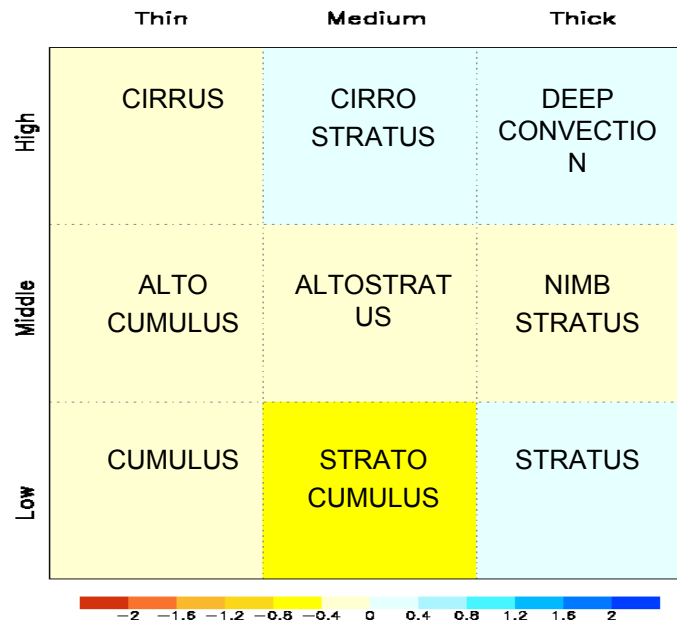 Thin Medium Thick
High
CIRRUS
CIRRO
STRATUS
DEEP
CONVECTIO
N
Middle
ALTO
CUMULUS
ALTOSTRAT
US
NIMB
STRATUS
Low
CUMULUS
STRATO
CUMULUS
STRATUS
−2 −1.6 −1.2 −0.8 −0.4 0 0.4 0.8 1.2 1.6 2